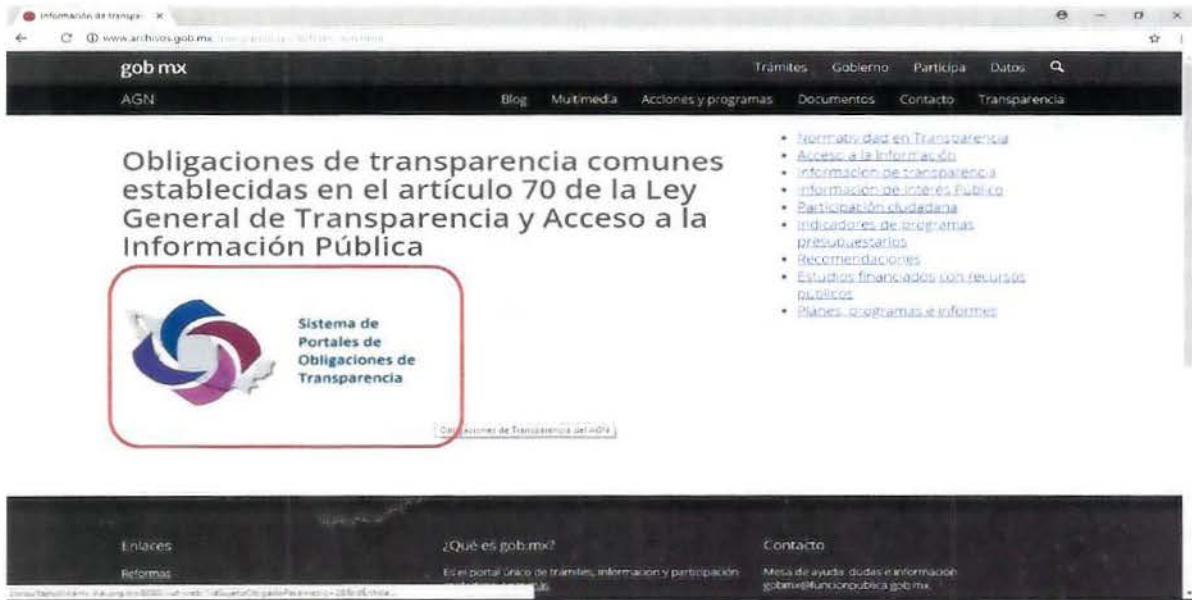 Información de transpar
www.archivos.gob.mx
gob mx
Trámites Gobierno Participa Datos
AGN
Blog Multimedia Acciones y programas Documentos Contacto Transparencia
Obligaciones de transparencia comunes
establecidas en el artículo 70 de la Ley
General de Transparencia y Acceso a la
Información Pública
Sistema de
Portales de
Obligaciones de
Transparencia
Obligaciones de Transparencia del AGN
Normatividad en Transparencia
Acceso a la Información
Información de transparencia
Información de Interés Público
Participación ciudadana
Indicadores de programas
presupuestarios
Recomendaciones
Estudios financiados con recursos
públicos
Planes, programas e informes
Enlaces
Reformas
¿Qué es gob.mx?
Es el portal único de trámites, información y participación
Contacto
Mesa de ayuda: dudas e información
gobmx@funcionpublica.gob.mx